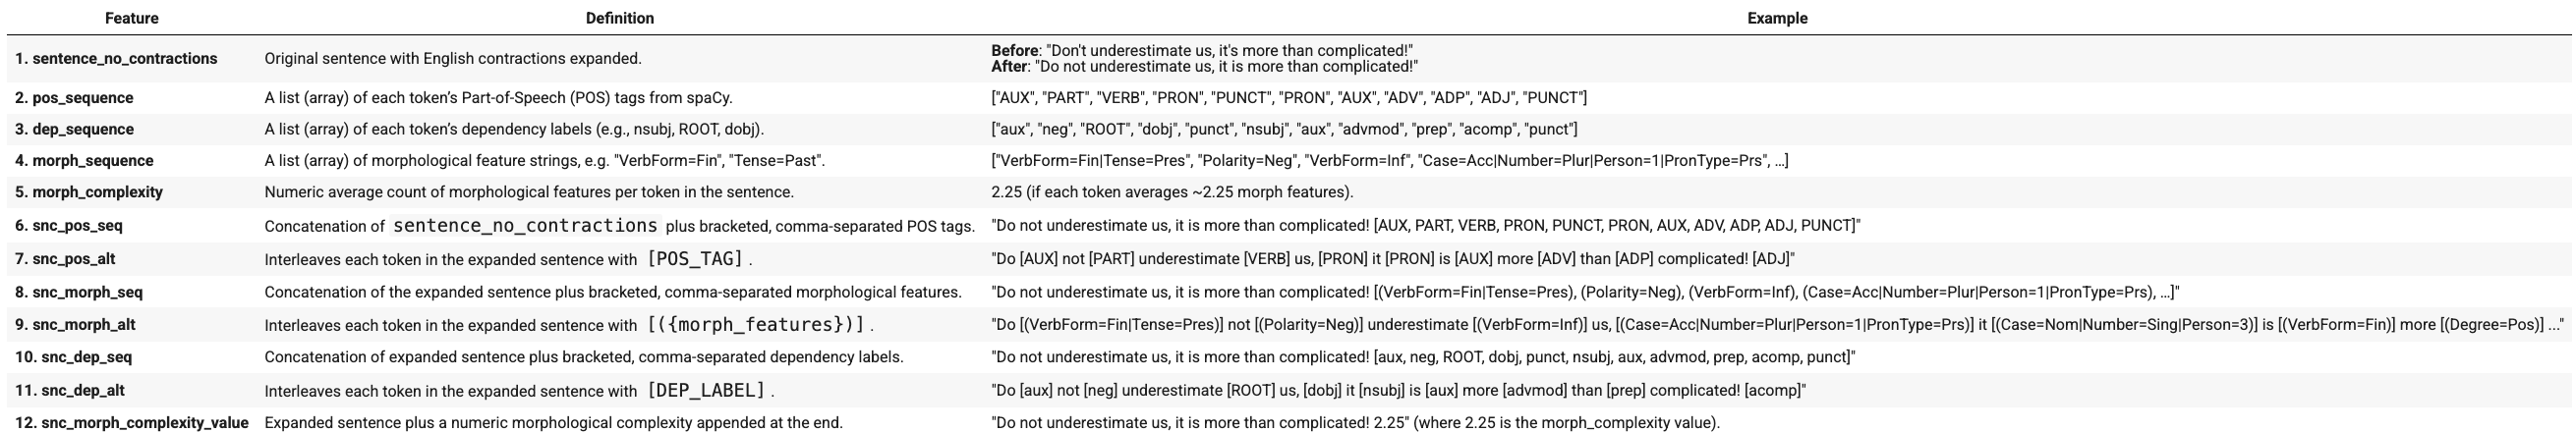 Feature Definition Example
1. sentence_no_contractions Original sentence with English contractions expanded. Before: "Don't underestimate us, it's more than complicated!"
After: "Do not underestimate us, it is more than complicated!"
2. pos_sequence A list (array) of each token’s Part-of-Speech (POS) tags from spaCy. ["AUX", "PART", "VERB", "PRON", "PUNCT", "PRON", "AUX", "ADV", "ADP", "ADJ", "PUNCT"]
3. dep_sequence A list (array) of each token’s dependency labels (e.g., nsubj, ROOT, dobj). ["aux", "neg", "ROOT", "dobj", "punct", "nsubj", "aux", "advmod", "prep", "acomp", "punct"]
4. morph_sequence A list (array) of morphological feature strings, e.g. "VerbForm=Fin", "Tense=Past". ["VerbForm=Fin|Tense=Pres", "Polarity=Neg", "VerbForm=Inf", "Case=Acc|Number=Plur|Person=1|PronType=Prs", …]
5. morph_complexity Numeric average count of morphological features per token in the sentence. 2.25 (if each token averages ~2.25 morph features).
6. snc_pos_seq Concatenation of sentence_no_contractions plus bracketed, comma-separated POS tags. "Do not underestimate us, it is more than complicated! [AUX, PART, VERB, PRON, PUNCT, PRON, AUX, ADV, ADP, ADJ, PUNCT]"
7. snc_pos_alt Interleaves each token in the expanded sentence with [POS_TAG] . "Do [AUX] not [PART] underestimate [VERB] us, [PRON] it [PRON] is [AUX] more [ADV] than [ADP] complicated! [ADJ]"
8. snc_morph_seq Concatenation of the expanded sentence plus bracketed, comma-separated morphological features. "Do not underestimate us, it is more than complicated! [(VerbForm=Fin|Tense=Pres), (Polarity=Neg), (VerbForm=Inf), (Case=Acc|Number=Plur|Person=1|PronType=Prs), …]"
9. snc_morph_alt Interleaves each token in the expanded sentence with [({morph_features})] . "Do [(VerbForm=Fin|Tense=Pres)] not [(Polarity=Neg)] underestimate [(VerbForm=Inf)] us, [(Case=Acc|Number=Plur|Person=1|PronType=Prs)] it [(Case=Nom|Number=Sing|Person=3)] is [(VerbForm=Fin)] more [(Degree=Pos)] ..."
10. snc_dep_seq Concatenation of expanded sentence plus bracketed, comma-separated dependency labels. "Do not underestimate us, it is more than complicated! [aux, neg, ROOT, dobj, punct, nsubj, aux, advmod, prep, acomp, punct]"
11. snc_dep_alt Interleaves each token in the expanded sentence with [DEP_LABEL] . "Do [aux] not [neg] underestimate [ROOT] us, [dobj] it [nsubj] is [aux] more [advmod] than [prep] complicated! [acomp]"
12. snc_morph_complexity_value Expanded sentence plus a numeric morphological complexity appended at the end. "Do not underestimate us, it is more than complicated! 2.25" (where 2.25 is the morph_complexity value).